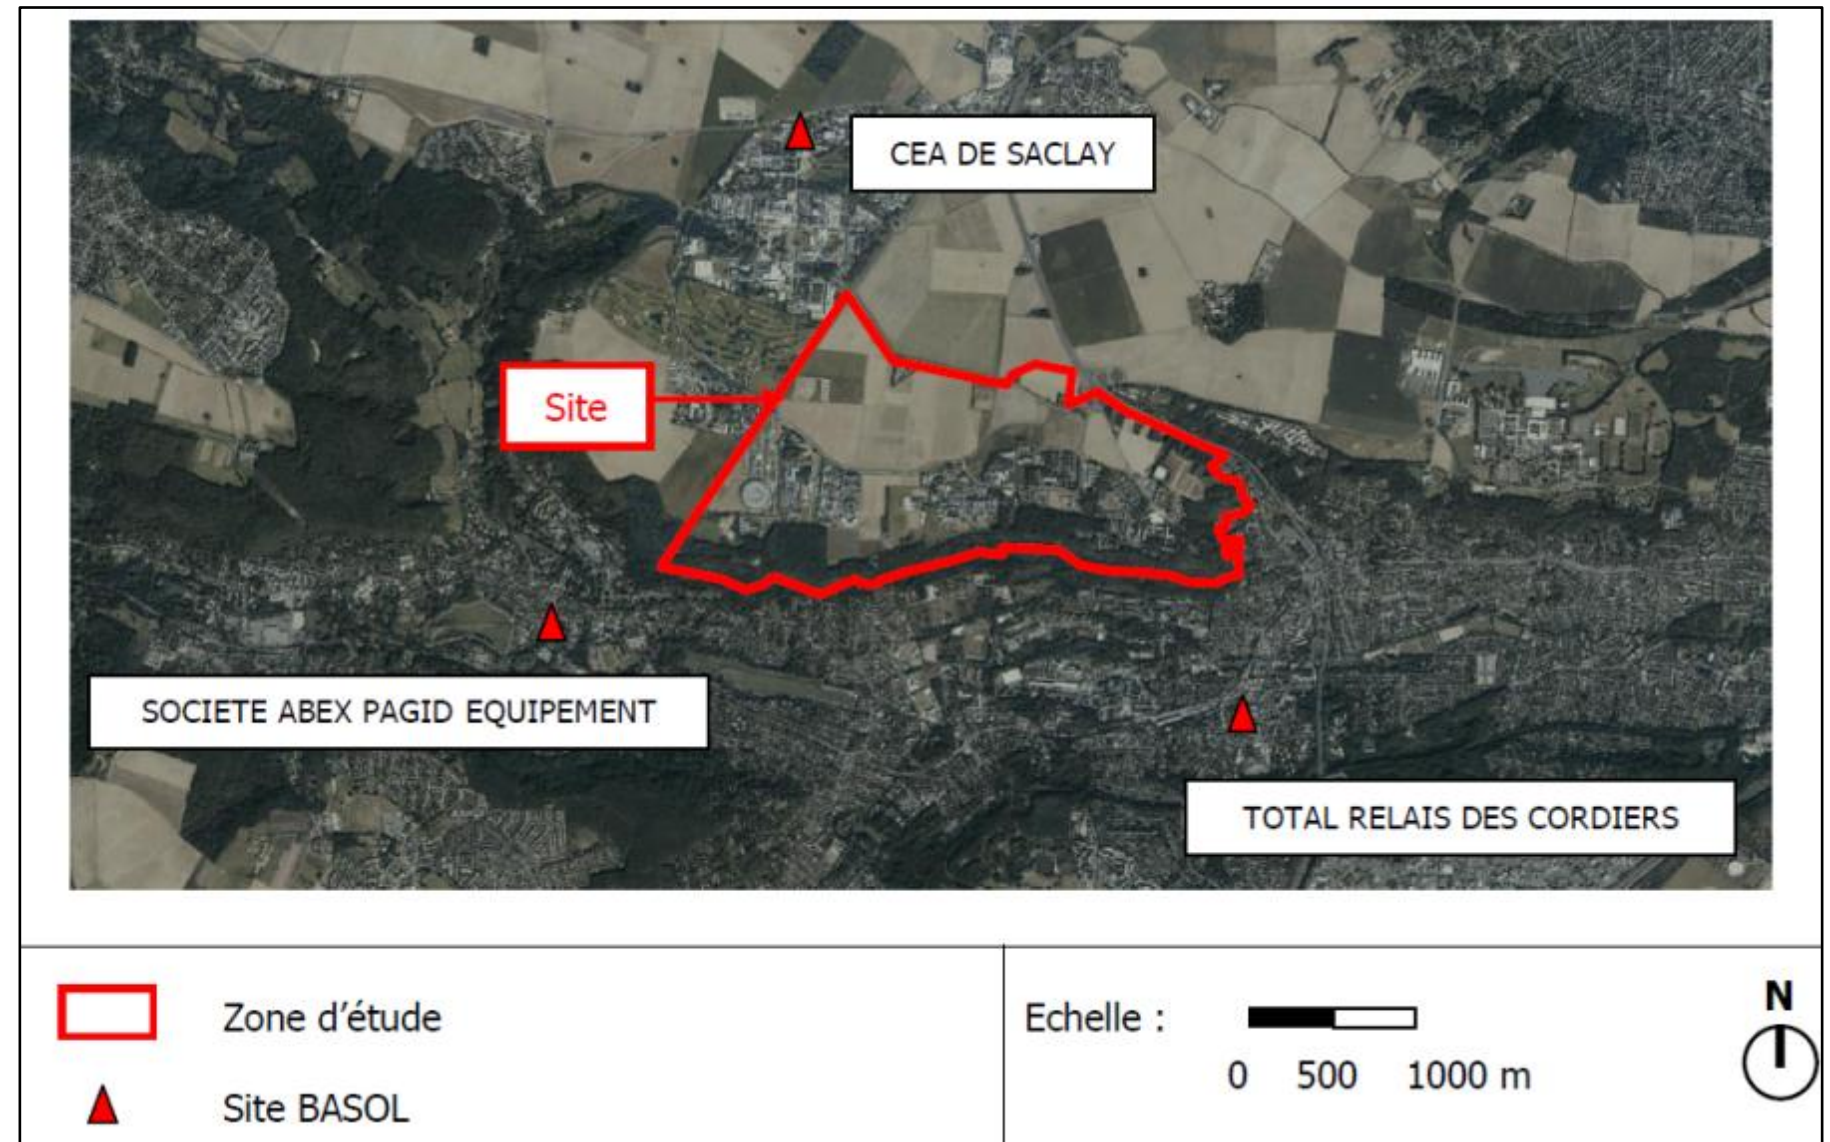 CEA DE SACLAY
Site
SOCIETE ABEX PAGID EQUIPEMENT
TOTAL RELAIS DES CORDIERS
Zone d'étude
Site BASOL
Echelle :
0 500 1000 m
N